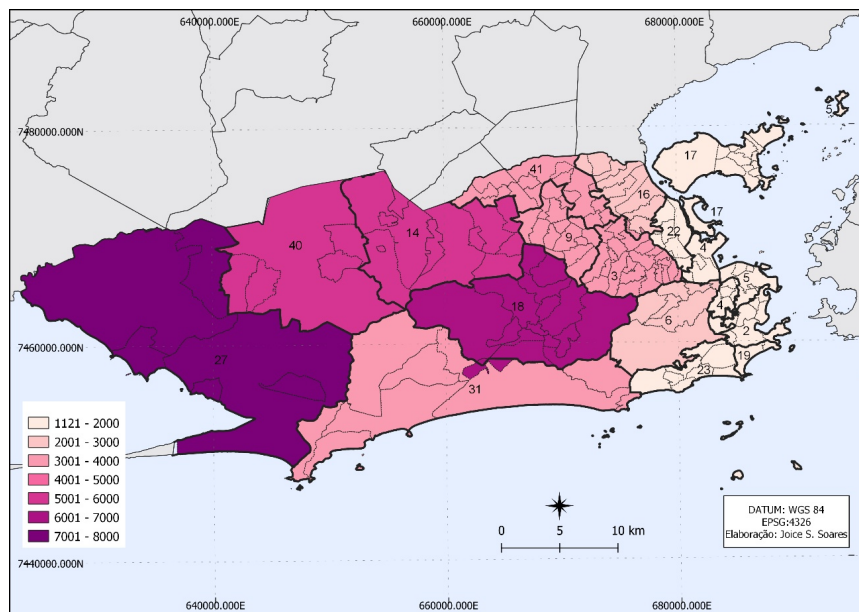 640000.000E
660000.000E
680000.000E
7480000.000N
5
17
41
16
17
40
14
22
9
4
3
5
18
4
6
2
7460000.000N
27
19
23
31
1121 - 2000
2001 - 3000
3001 - 4000
4001 - 5000
5001 - 6000
6001 - 7000
7001 - 8000
DATUM: WGS 84
EPSG:4326
Elaboração: Joice S. Soares
0 5 10 km
7440000.000N
640000.000E
660000.000E
680000.000E